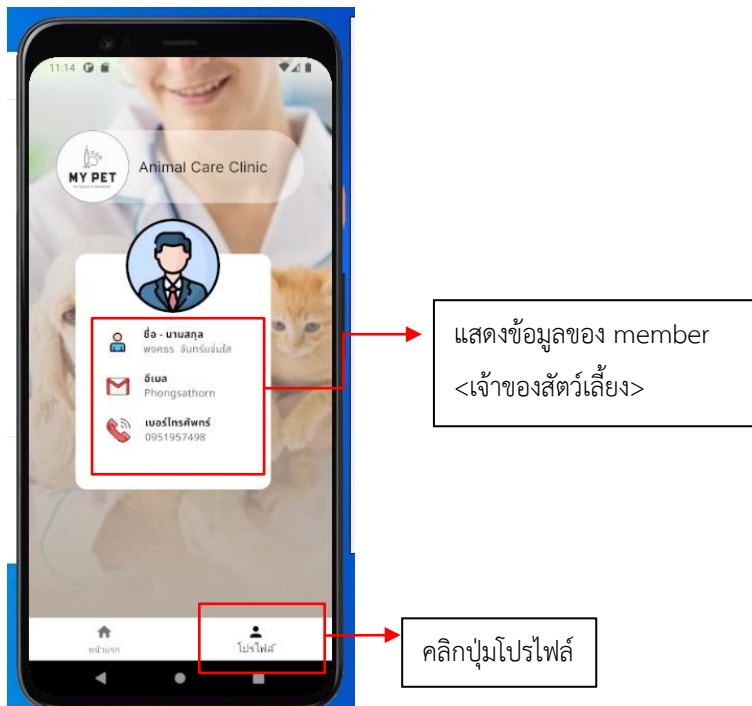 11:14
MY PET
Animal Care Clinic
ชื่อ - นามสกุล
พงศธร จันทร์แจ่มใส
อีเมล
Phongsathorn
เบอร์โทรศัพทร์
0951957498
แสดงข้อมูลของ member
<เจ้าของสัตว์เลี้ยง>
หน้าแรก
โปรไฟล์
คลิกปุ่มโปรไฟล์